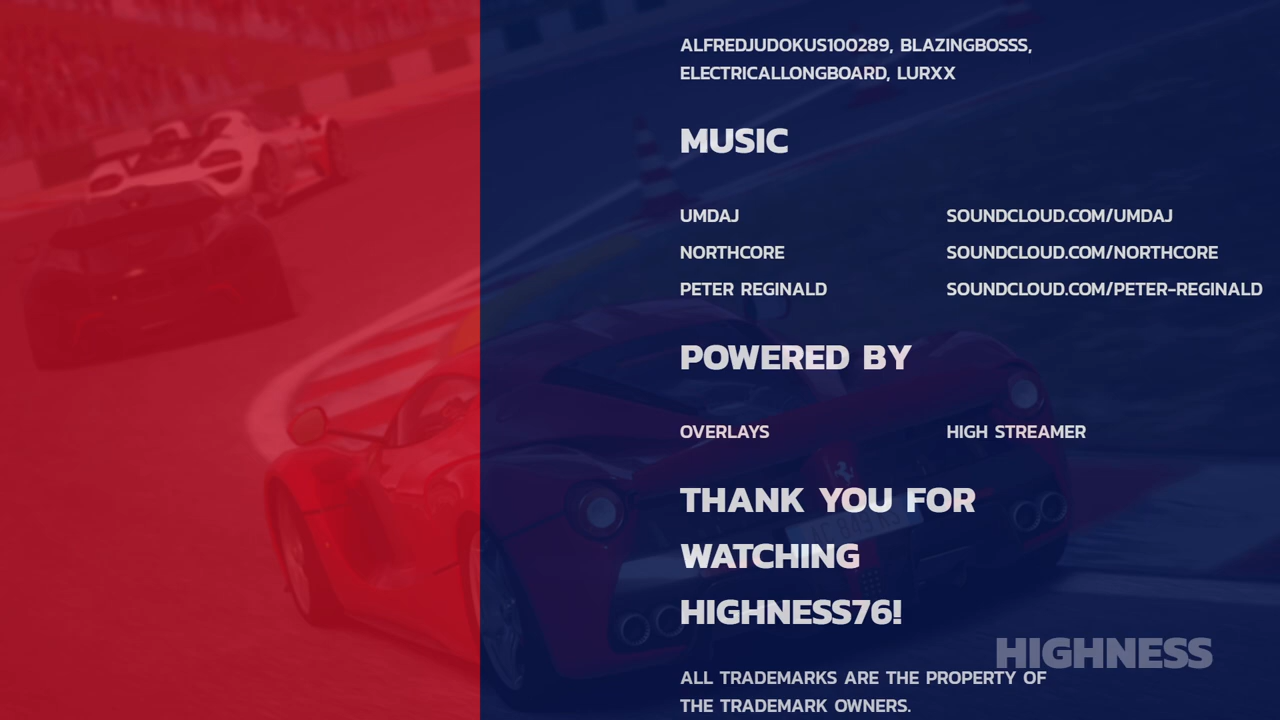 ALFREDJUDOKUS100289, BLAZINGBOSSS,
ELECTRICALLONGBOARD, LURXX
MUSIC
UMDAJ SOUNDCLOUD.COM/UMDAJ
NORTHCORE SOUNDCLOUD.COM/NORTHCORE
PETER REGINALD SOUNDCLOUD.COM/PETER-REGINALD
POWERED BY
OVERLAYS HIGH STREAMER
THANK YOU FOR
WATCHING
HIGHNESS76!
HIGHNESS
ALL TRADEMARKS ARE THE PROPERTY OF
THE TRADEMARK OWNERS.